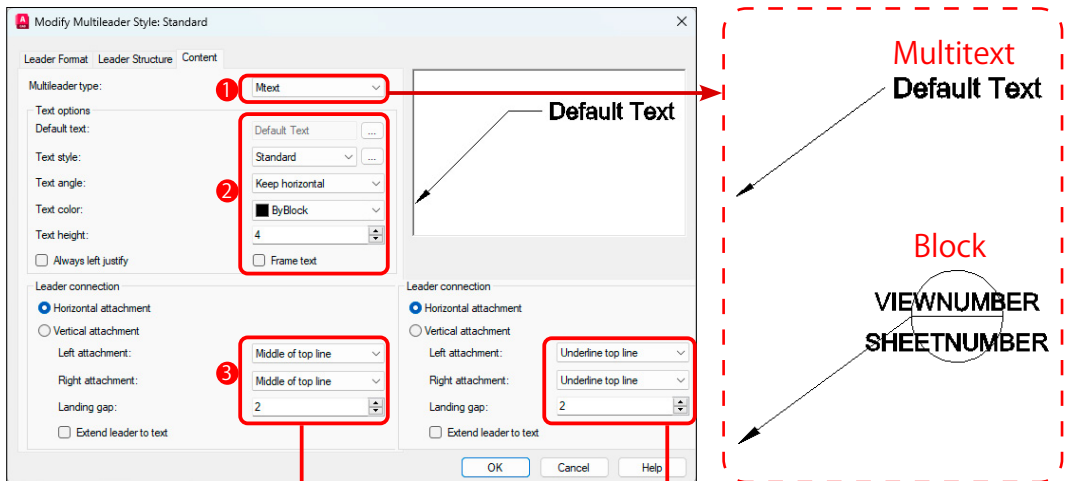 Modify Multileader Style: Standard
Leader Format Leader Structure Content
Multileader type:
1
Mtext
Text options
Default text:
Default Text
...
Text style:
Standard
...
2
Text angle:
Keep horizontal
Text color:
ByBlock
Text height:
4
Always left justify
Frame text
Default Text
Leader connection
Horizontal attachment
Vertical attachment
Left attachment:
Middle of top line
3
Right attachment:
Middle of top line
Landing gap:
2
Extend leader to text
Leader connection
Horizontal attachment
Vertical attachment
Left attachment:
Underline top line
Right attachment:
Underline top line
Landing gap:
2
Extend leader to text
OK
Cancel
Help
Multitext
Default Text
Block
VIEWNUMBER
SHEETNUMBER